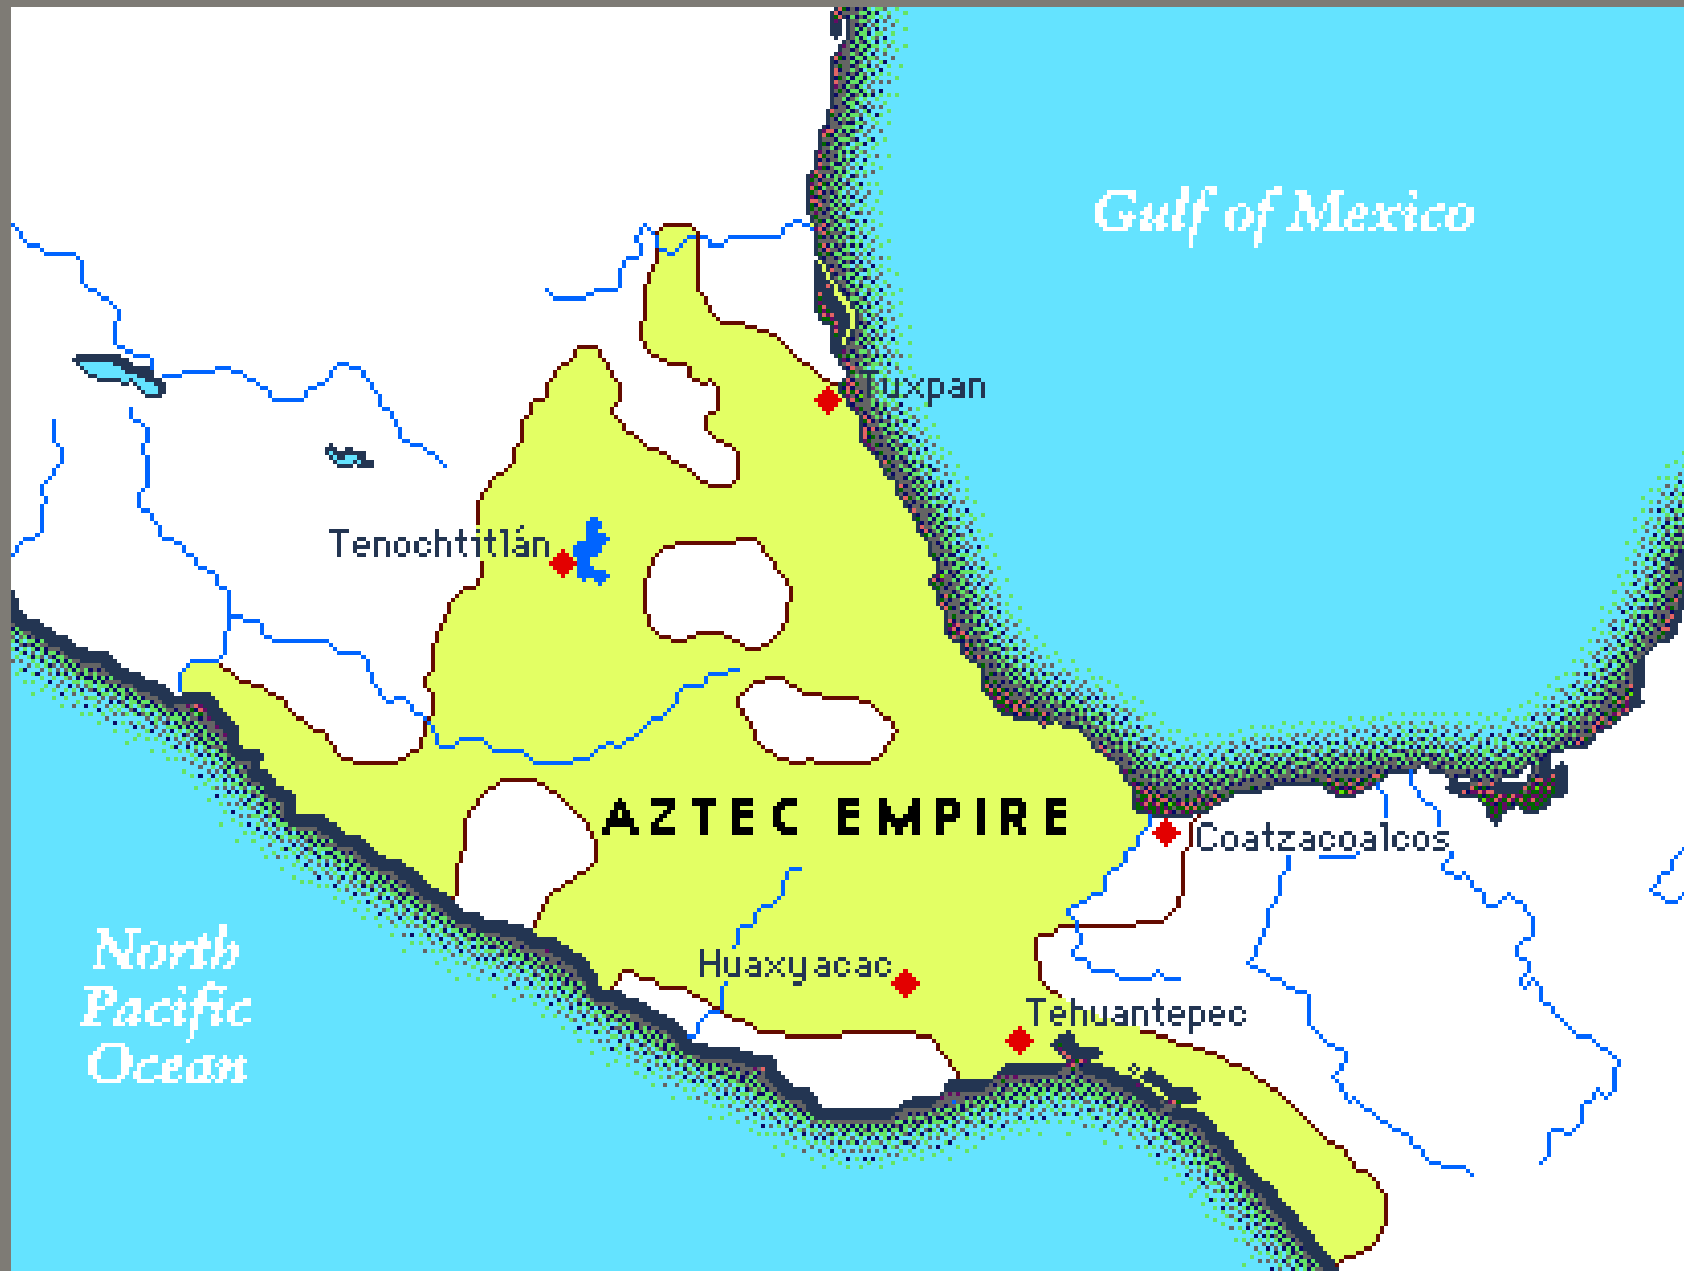 Gulf of Mexico
Tuxpan
Tenochtitlán
AZTEC EMPIRE
Coatzacoalcos
North
Pacific
Ocean
Huaxyacac
Tehuantepec